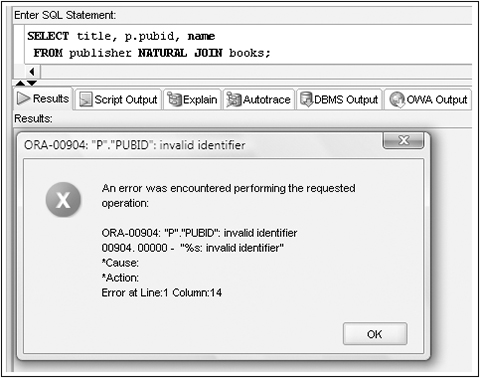 Enter SQL Statement:
SELECT title, p.pubid, name
FROM publisher NATURAL JOIN books;
Results Script Output Explain Autotrace DBMS Output OWA Output
Results:
ORA-00904: "P"."PUBID": invalid identifier
An error was encountered performing the requested
operation:
ORA-00904: "P"."PUBID": invalid identifier
00904. 00000 - "%s: invalid identifier"
*Cause:
*Action:
Error at Line:1 Column:14
OK